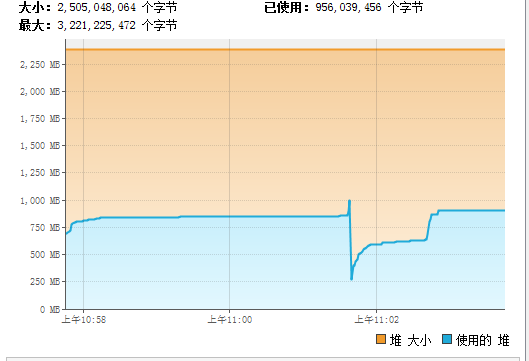 大小: 2,505,048,064 个字节 已使用: 956,039,456 个字节
最大: 3,221,225,472 个字节
2,250 MB
2,000 MB
1,750 MB
1,500 MB
1,250 MB
1,000 MB
750 MB
500 MB
250 MB
0 MB
上午10:58 上午11:00 上午11:02
堆 大小 使用的 堆